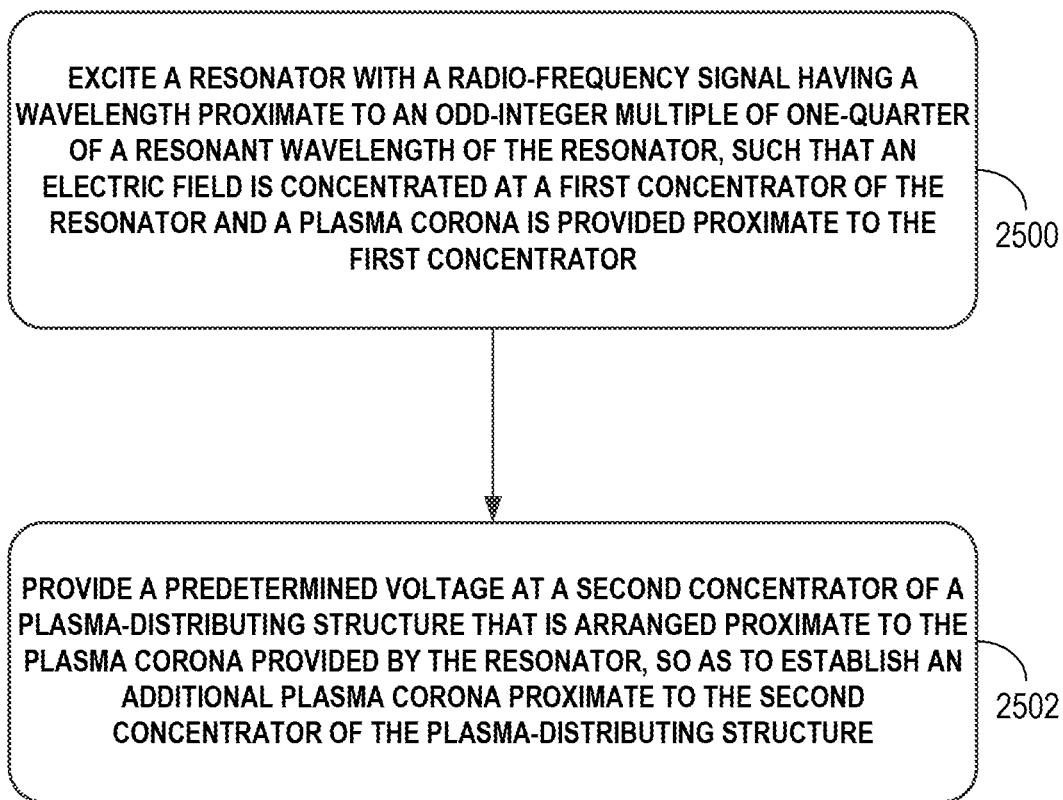 EXCITE A RESONATOR WITH A RADIO-FREQUENCY SIGNAL HAVING A
WAVELENGTH PROXIMATE TO AN ODD-INTEGER MULTIPLE OF ONE-QUARTER
OF A RESONANT WAVELENGTH OF THE RESONATOR, SUCH THAT AN
ELECTRIC FIELD IS CONCENTRATED AT A FIRST CONCENTRATOR OF THE
RESONATOR AND A PLASMA CORONA IS PROVIDED PROXIMATE TO THE
FIRST CONCENTRATOR
2500
PROVIDE A PREDETERMINED VOLTAGE AT A SECOND CONCENTRATOR OF A
PLASMA-DISTRIBUTING STRUCTURE THAT IS ARRANGED PROXIMATE TO THE
PLASMA CORONA PROVIDED BY THE RESONATOR, SO AS TO ESTABLISH AN
ADDITIONAL PLASMA CORONA PROXIMATE TO THE SECOND
CONCENTRATOR OF THE PLASMA-DISTRIBUTING STRUCTURE
2502